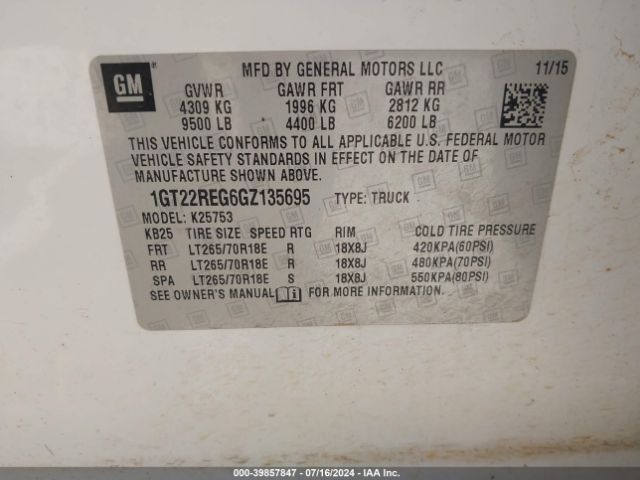 GM
MFD BY GENERAL MOTORS LLC 11/15
GVWR GAWR FRT GAWR RR
4309 KG 1996 KG 2812 KG
9500 LB 4400 LB 6200 LB
THIS VEHICLE CONFORMS TO ALL APPLICABLE U.S. FEDERAL MOTOR
VEHICLE SAFETY STANDARDS IN EFFECT ON THE DATE OF
MANUFACTURE SHOWN ABOVE.
1GT22REG6GZ135695 TYPE: TRUCK
MODEL: K25753
KB25 TIRE SIZE SPEED RTG RIM COLD TIRE PRESSURE
FRT LT265/70R18E R 18X8J 420KPA(60PSI)
RR LT265/70R18E R 18X8J 480KPA(70PSI)
SPA LT265/70R18E S 18X8J 550KPA(80PSI)
SEE OWNER'S MANUAL FOR MORE INFORMATION.
000-39857847 - 07/16/2024 - IAA Inc.